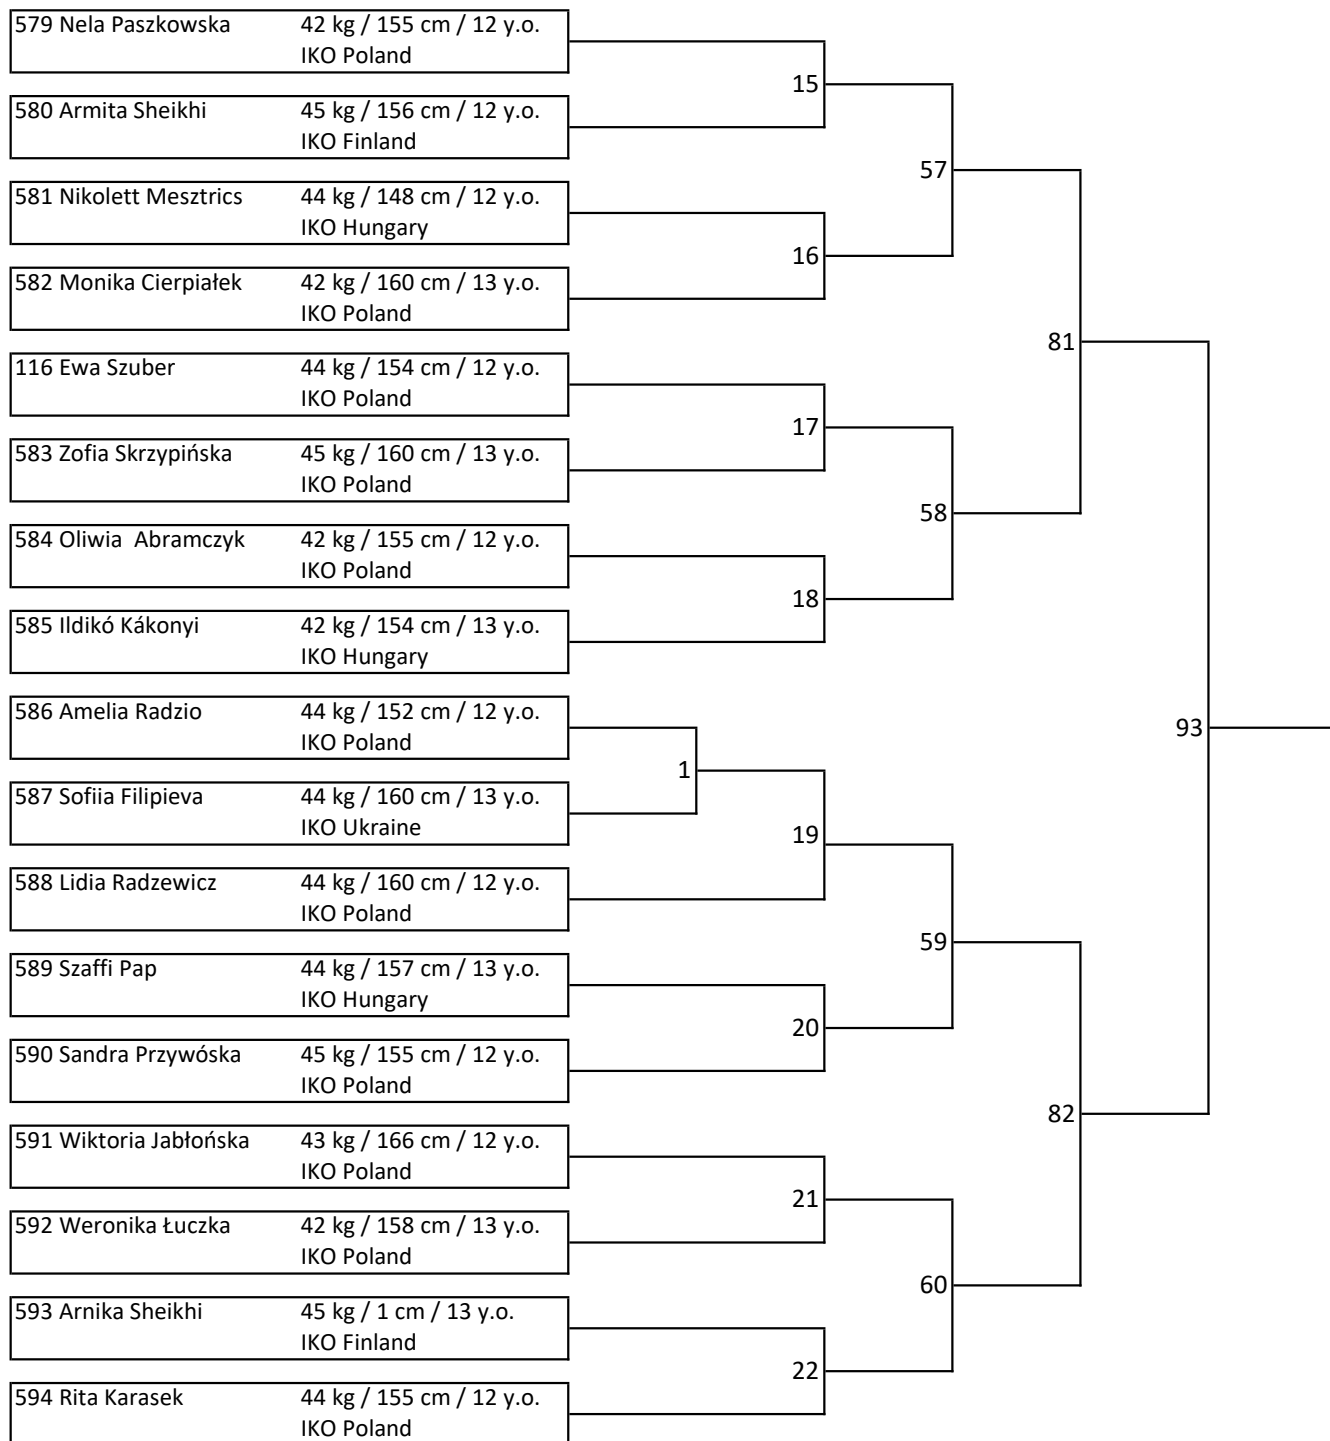 579 Nela Paszkowska 42 kg / 155 cm / 12 y.o.
IKO Poland
15
580 Armita Sheikhi 45 kg / 156 cm / 12 y.o.
IKO Finland
57
581 Nikolett Mesztrics 44 kg / 148 cm / 12 y.o.
IKO Hungary
16
582 Monika Cierpiałek 42 kg / 160 cm / 13 y.o.
IKO Poland
81
116 Ewa Szuber 44 kg / 154 cm / 12 y.o.
IKO Poland
17
583 Zofia Skrzypińska 45 kg / 160 cm / 13 y.o.
IKO Poland
58
584 Oliwia  Abramczyk 42 kg / 155 cm / 12 y.o.
IKO Poland
18
585 Ildikó Kákonyi 42 kg / 154 cm / 13 y.o.
IKO Hungary
586 Amelia Radzio 44 kg / 152 cm / 12 y.o.
IKO Poland
93
1
587 Sofiia Filipieva 44 kg / 160 cm / 13 y.o.
IKO Ukraine
19
588 Lidia Radzewicz 44 kg / 160 cm / 12 y.o.
IKO Poland
59
589 Szaffi Pap 44 kg / 157 cm / 13 y.o.
IKO Hungary
20
590 Sandra Przywóska 45 kg / 155 cm / 12 y.o.
IKO Poland
82
591 Wiktoria Jabłońska 43 kg / 166 cm / 12 y.o.
IKO Poland
21
592 Weronika Łuczka 42 kg / 158 cm / 13 y.o.
IKO Poland
60
593 Arnika Sheikhi 45 kg / 1 cm / 13 y.o.
IKO Finland
22
594 Rita Karasek 44 kg / 155 cm / 12 y.o.
IKO Poland